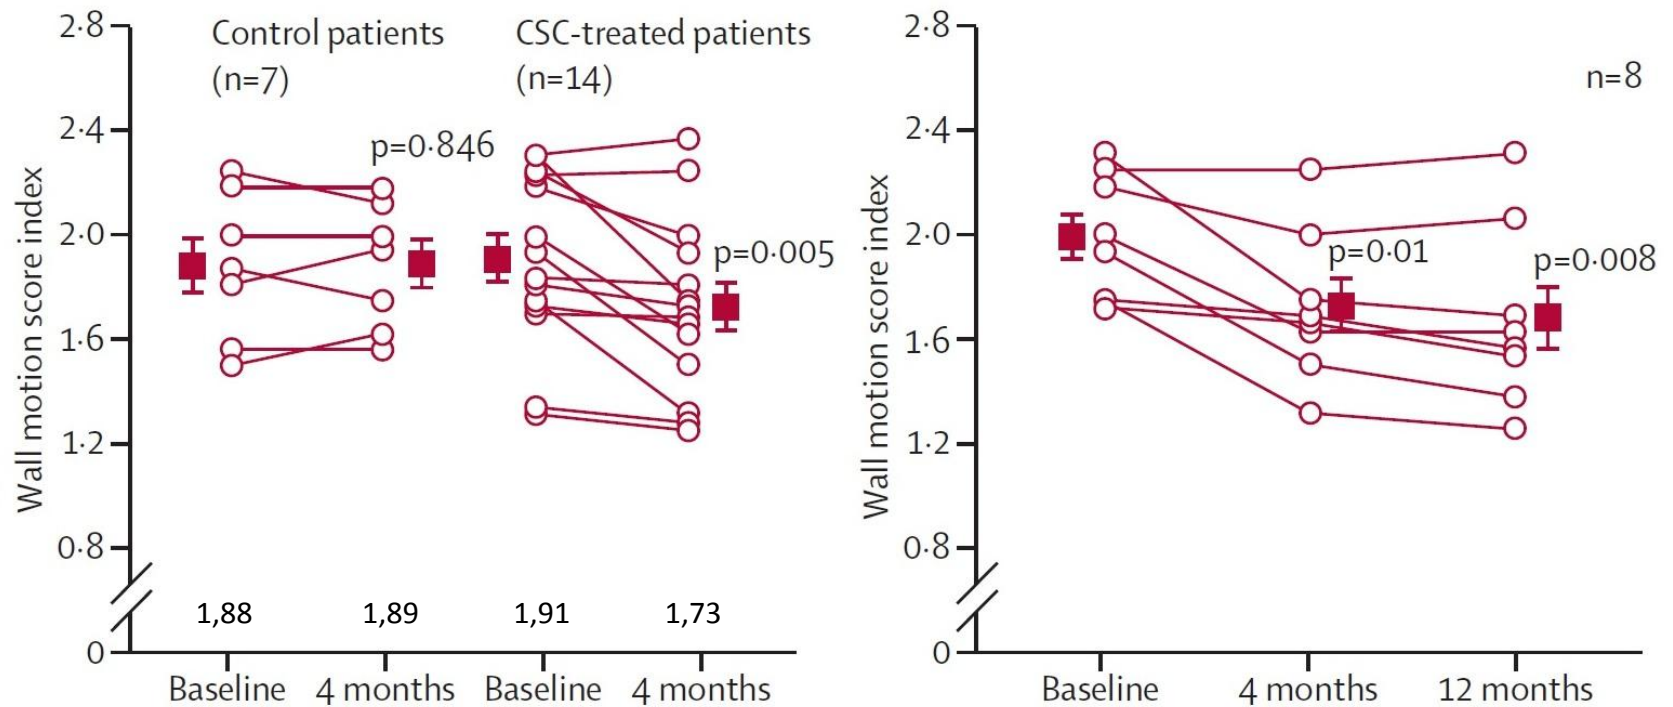 2·8
2·4
2·0
1·6
1·2
0·8
0
Wall motion score index
Control patients
(n=7)
p=0·846
CSC-treated patients
(n=14)
p=0·005
1,88 1,89 1,91 1,73
Baseline 4 months Baseline 4 months
2·8
2·4
2·0
1·6
1·2
0·8
0
Wall motion score index
n=8
p=0·01
p=0·008
Baseline 4 months 12 months